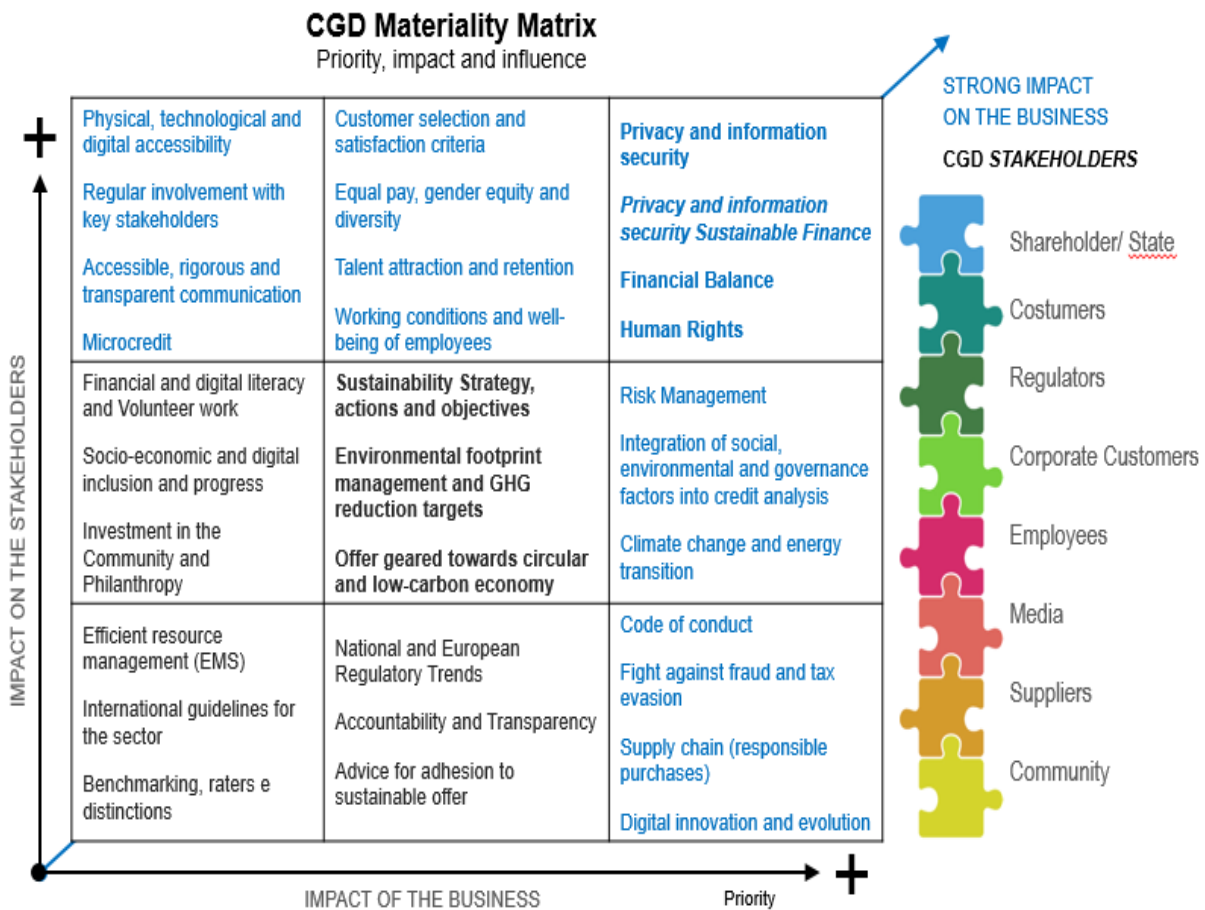 CGD Materiality Matrix
Priority, impact and influence
+
IMPACT ON THE STAKEHOLDERS
Physical, technological and
digital accessibility
Regular involvement with
key stakeholders
Accessible, rigorous and
transparent communication
Microcredit
Customer selection and
satisfaction criteria
Equal pay, gender equity and
diversity
Talent attraction and retention
Working conditions and well-
being of employees
Privacy and information
security
Privacy and information
security Sustainable Finance
Financial Balance
Human Rights
Financial and digital literacy
and Volunteer work
Socio-economic and digital
inclusion and progress
Investment in the
Community and
Philanthropy
Sustainability Strategy,
actions and objectives
Environmental footprint
management and GHG
reduction targets
Offer geared towards circular
and low-carbon economy
Risk Management
Integration of social,
environmental and governance
factors into credit analysis
Climate change and energy
transition
Efficient resource
management (EMS)
International guidelines for
the sector
Benchmarking, raters e
distinctions
National and European
Regulatory Trends
Accountability and Transparency
Advice for adhesion to
sustainable offer
Code of conduct
Fight against fraud and tax
evasion
Supply chain (responsible
purchases)
Digital innovation and evolution
IMPACT OF THE BUSINESS
Priority
+
STRONG IMPACT
ON THE BUSINESS
CGD STAKEHOLDERS
Shareholder/ State
Costumers
Regulators
Corporate Customers
Employees
Media
Suppliers
Community